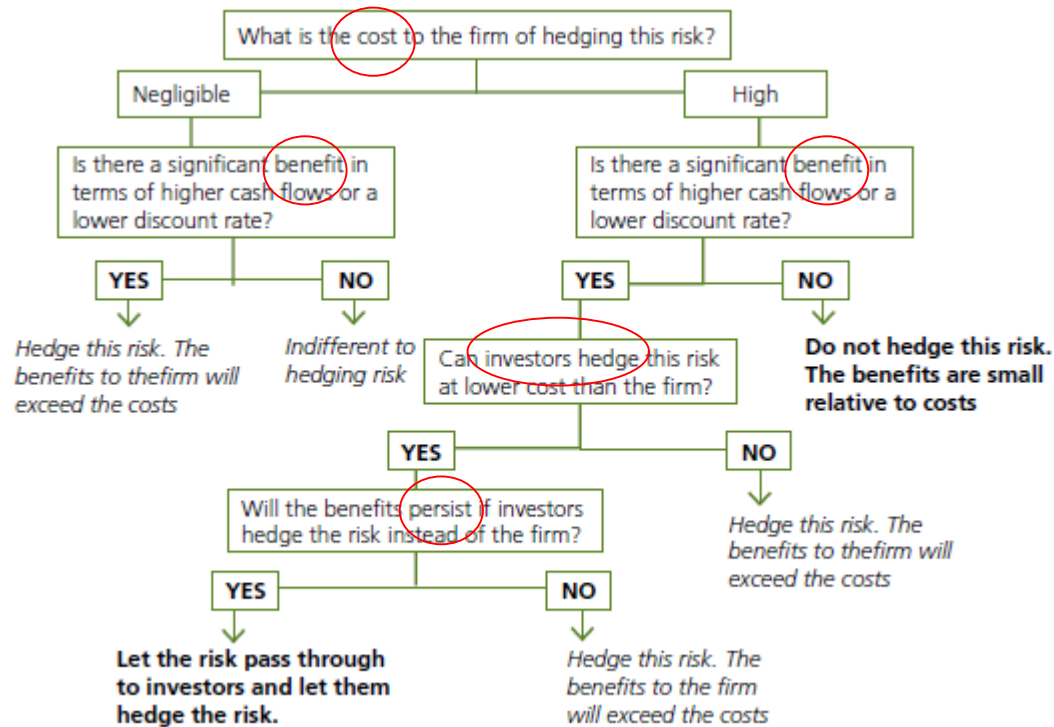 What is the cost to the firm of hedging this risk?
Negligible
High
Is there a significant benefit in
terms of higher cash flows or a
lower discount rate?
Is there a significant benefit in
terms of higher cash flows or a
lower discount rate?
YES
NO
YES
NO
Hedge this risk. The
benefits to thefirm will
exceed the costs
Indifferent to
hedging risk
Can investors hedge this risk
at lower cost than the firm?
Do not hedge this risk.
The benefits are small
relative to costs
YES
NO
Will the benefits persist if investors
hedge the risk instead of the firm?
Hedge this risk. The
benefits to thefirm will
exceed the costs
YES
NO
Let the risk pass through
to investors and let them
hedge the risk.
Hedge this risk. The
benefits to the firm
will exceed the costs